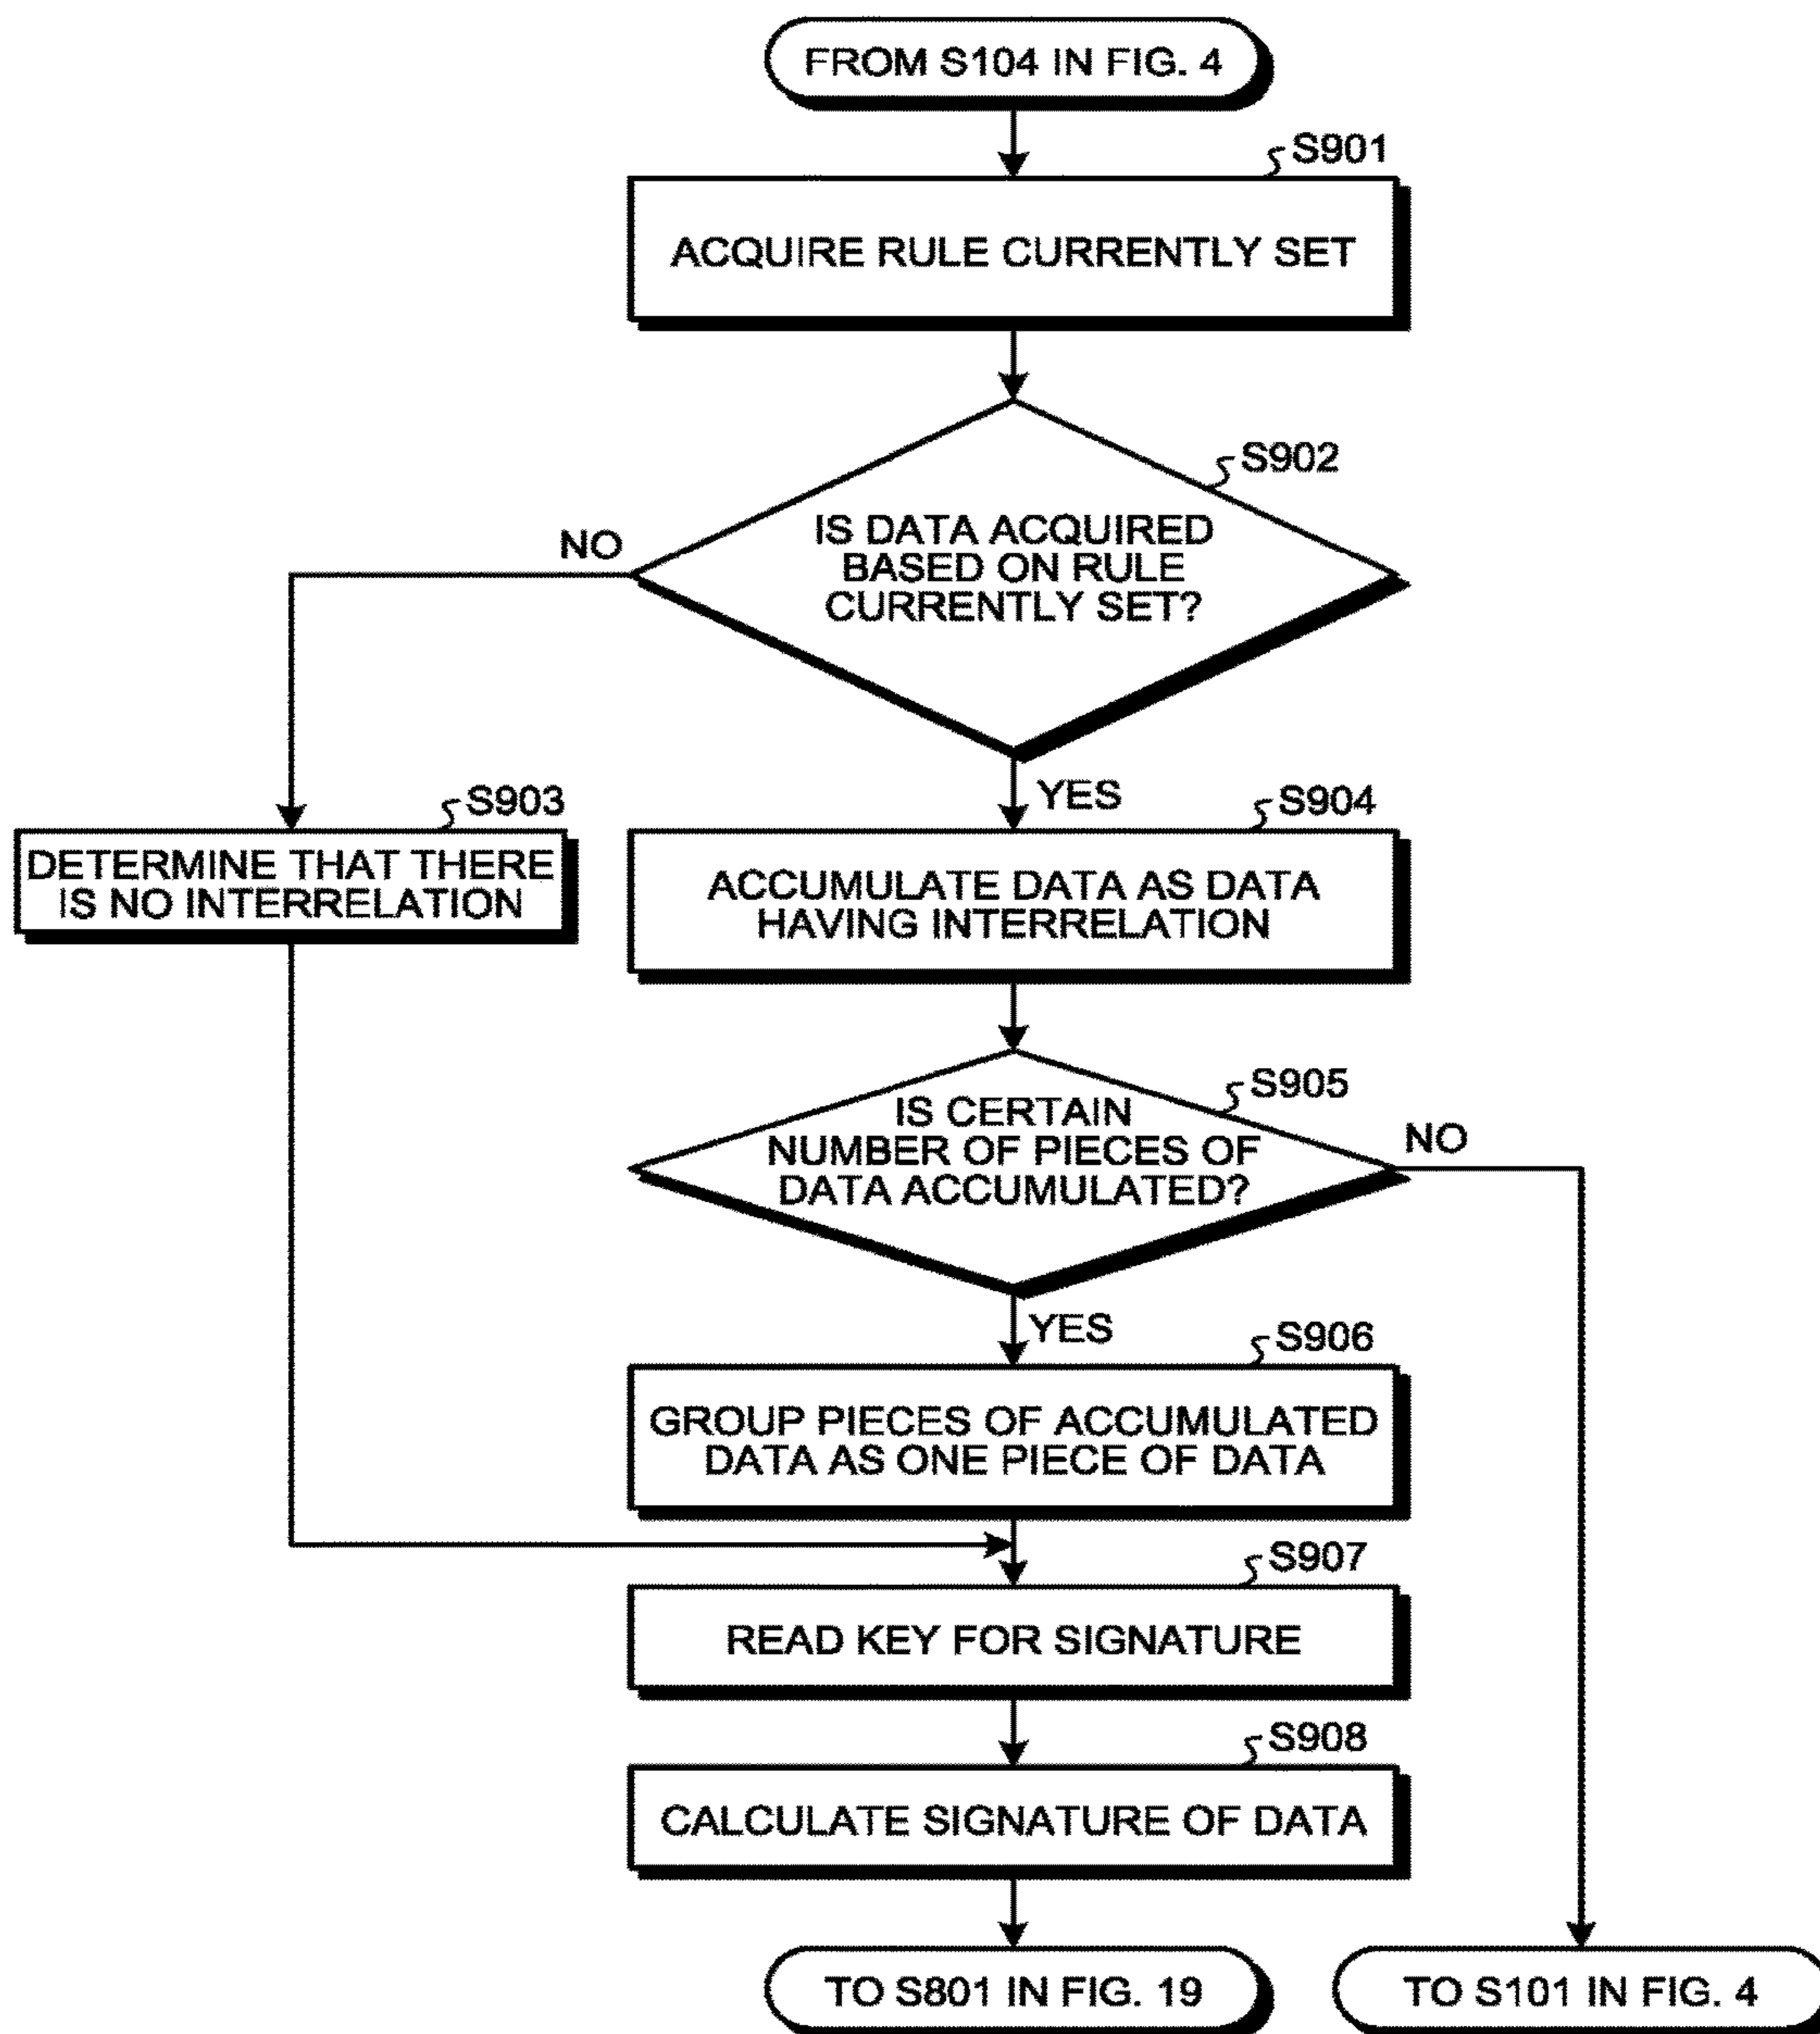 FROM S104 IN FIG. 4
S901
ACQUIRE RULE CURRENTLY SET
S902
IS DATA ACQUIRED
BASED ON RULE
CURRENTLY SET?
NO
YES
S903
DETERMINE THAT THERE
IS NO INTERRELATION
S904
ACCUMULATE DATA AS DATA
HAVING INTERRELATION
S905
IS CERTAIN
NUMBER OF PIECES OF
DATA ACCUMULATED?
NO
YES
S906
GROUP PIECES OF ACCUMULATED
DATA AS ONE PIECE OF DATA
S907
READ KEY FOR SIGNATURE
S908
CALCULATE SIGNATURE OF DATA
TO S801 IN FIG. 19
TO S101 IN FIG. 4